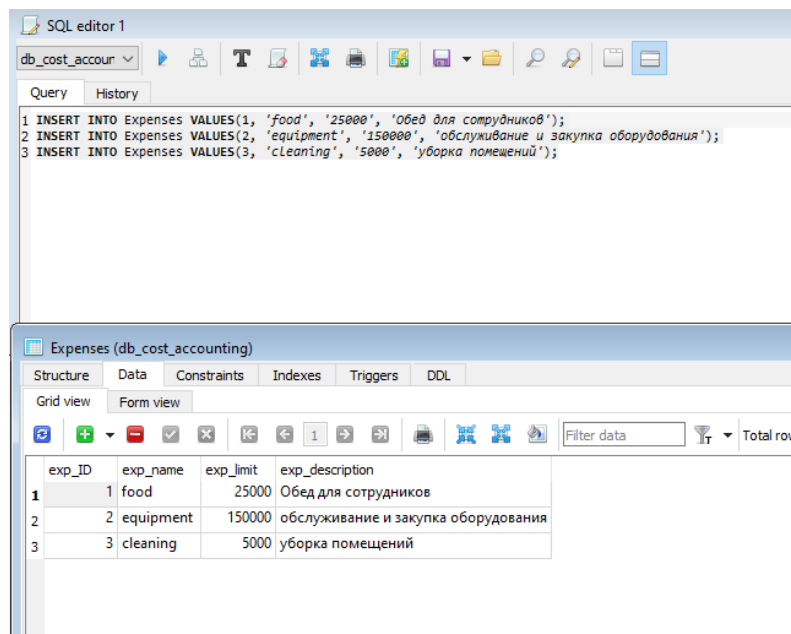 SQL editor 1
db_cost_accour
Query History
1 INSERT INTO Expenses VALUES(1, 'food', '25000', 'Обед для сотрудников');
2 INSERT INTO Expenses VALUES(2, 'equipment', '150000', 'обслуживание и закупка оборудования');
3 INSERT INTO Expenses VALUES(3, 'cleaning', '5000', 'уборка помещений');
Expenses (db_cost_accounting)
Structure Data Constraints Indexes Triggers DDL
Grid view Form view
1 Filter data T Total rov
exp_ID exp_name exp_limit exp_description
1 1 food 25000 Обед для сотрудников
2 2 equipment 150000 обслуживание и закупка оборудования
3 3 cleaning 5000 уборка помещений